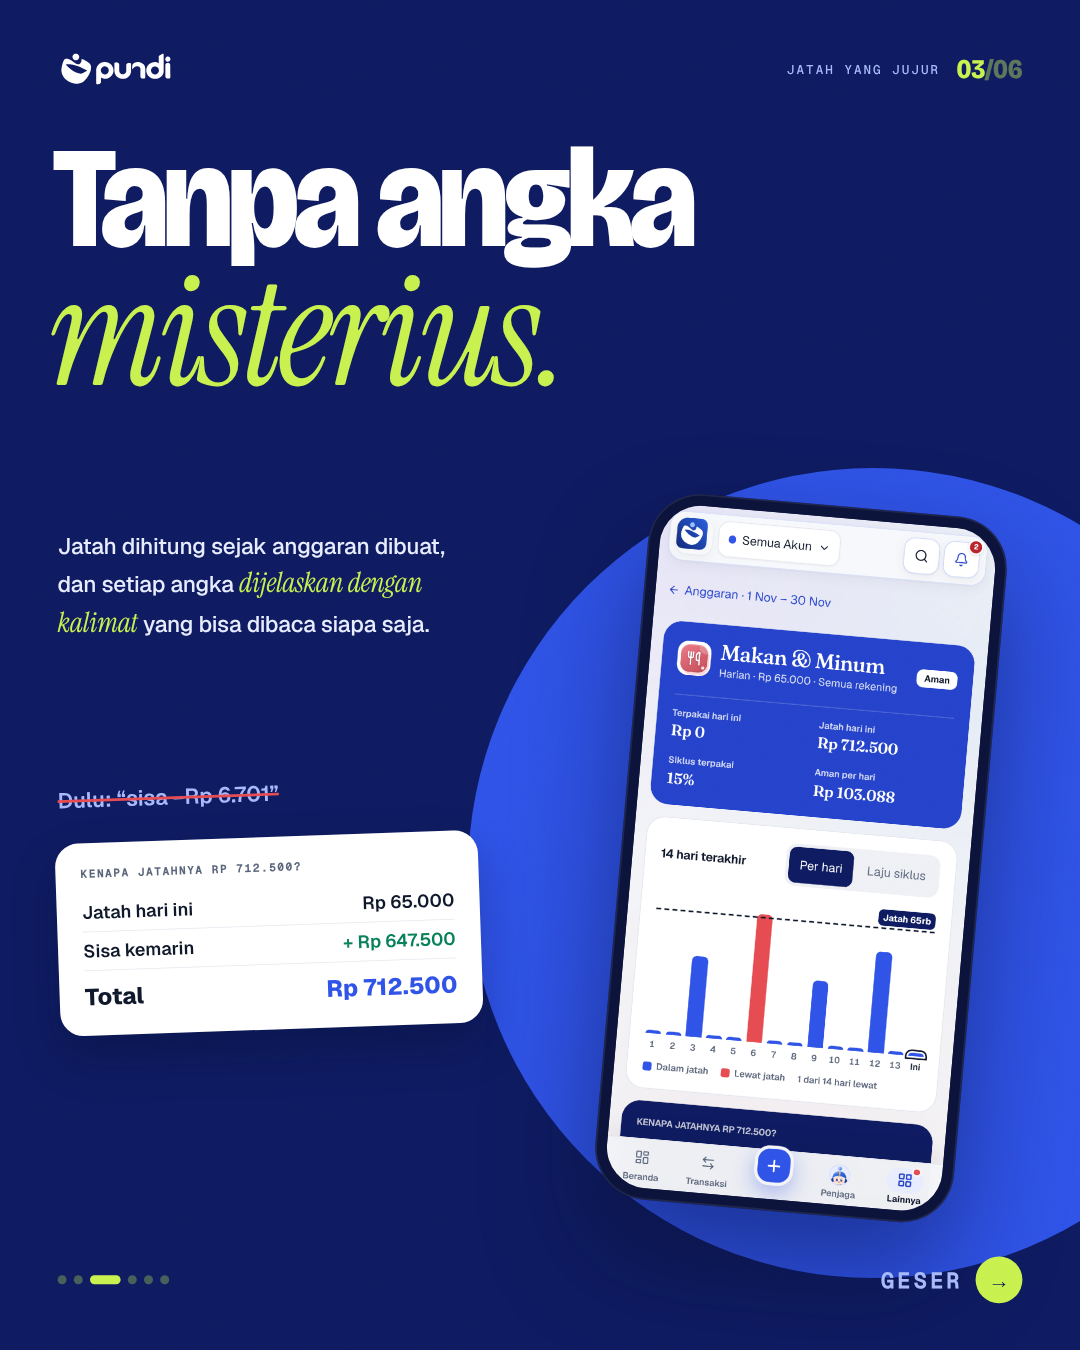 pundi
JATAH YANG JUJUR 03/06
Tanpa angka
misterius.
Jatah dihitung sejak anggaran dibuat,
dan setiap angka dijelaskan dengan
kalimat yang bisa dibaca siapa saja.
Dulu: “sisa −Rp 6.701”
KENAPA JATAHNYA RP 712.500?
Jatah hari ini Rp 65.000
Sisa kemarin + Rp 647.500
Total Rp 712.500
Semua Akun 2
← Anggaran · 1 Nov – 30 Nov
Makan & Minum
Harian · Rp 65.000 · Semua rekening
Aman
Terpakai hari ini Jatah hari ini
Rp 0 Rp 712.500
Siklus terpakai Aman per hari
15% Rp 103.088
14 hari terakhir Per hari Laju siklus
Jatah 65rb
1 2 3 4 5 6 7 8 9 10 11 12 13 Ini
Dalam jatah Lewat jatah 1 dari 14 hari lewat
KENAPA JATAHNYA RP 712.500?
Beranda Transaksi + Penjaga Lainnya
GESER →